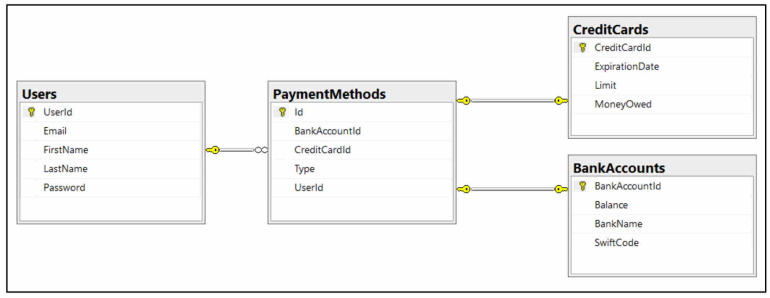 Users
UserId
Email
FirstName
LastName
Password
PaymentMethods
Id
BankAccountId
CreditCardId
Type
UserId
CreditCards
CreditCardId
ExpirationDate
Limit
MoneyOwed
BankAccounts
BankAccountId
Balance
BankName
SwiftCode